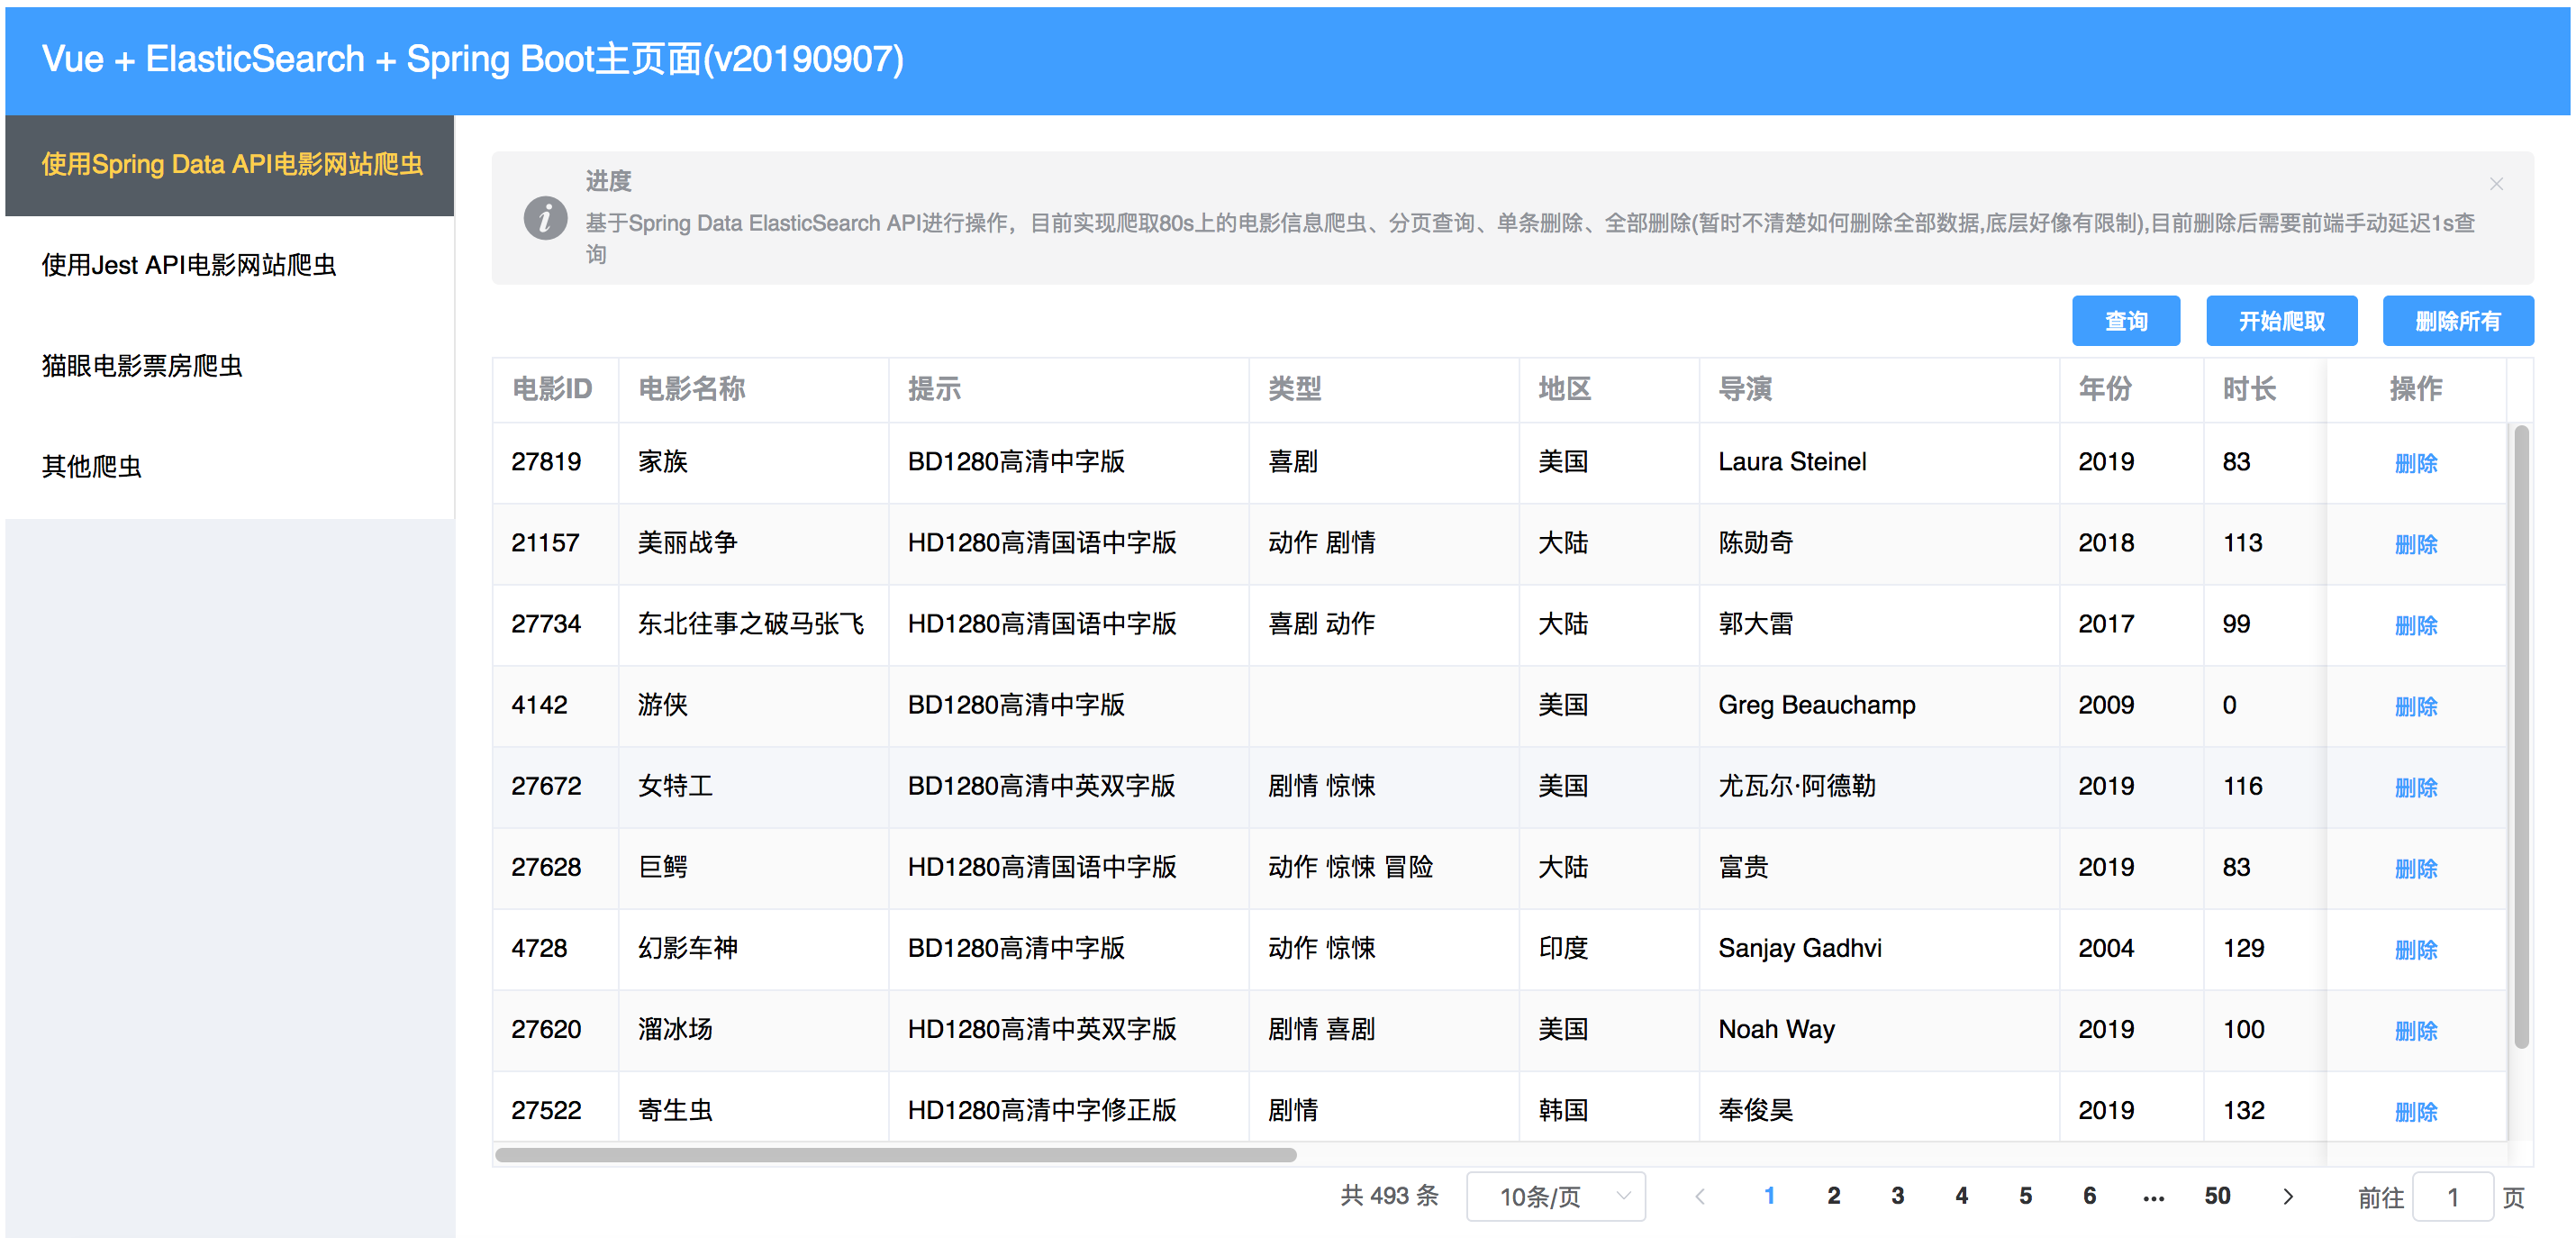 Vue + ElasticSearch + Spring Boot主页面(v20190907)
使用Spring Data API电影网站爬虫
使用Jest API电影网站爬虫
猫眼电影票房爬虫
其他爬虫
进度
基于Spring Data ElasticSearch API进行操作，目前实现爬取80s上的电影信息爬虫、分页查询、单条删除、全部删除(暂时不清楚如何删除全部数据,底层好像有限制),目前删除后需要前端手动延迟1s查
询
查询 开始爬取 删除所有
电影ID 电影名称 提示 类型 地区 导演 年份 时长 操作
27819 家族 BD1280高清中字版 喜剧 美国 Laura Steinel 2019 83 删除
21157 美丽战争 HD1280高清国语中字版 动作 剧情 大陆 陈勋奇 2018 113 删除
27734 东北往事之破马张飞 HD1280高清国语中字版 喜剧 动作 大陆 郭大雷 2017 99 删除
4142 游侠 BD1280高清中字版 美国 Greg Beauchamp 2009 0 删除
27672 女特工 BD1280高清中英双字版 剧情 惊悚 美国 尤瓦尔·阿德勒 2019 116 删除
27628 巨鳄 HD1280高清国语中字版 动作 惊悚 冒险 大陆 富贵 2019 83 删除
4728 幻影车神 BD1280高清中字版 动作 惊悚 印度 Sanjay Gadhvi 2004 129 删除
27620 溜冰场 HD1280高清中英双字版 剧情 喜剧 美国 Noah Way 2019 100 删除
27522 寄生虫 HD1280高清中字修正版 剧情 韩国 奉俊昊 2019 132 删除
共 493 条 10条/页 1 2 3 4 5 6 ... 50 前往 1 页